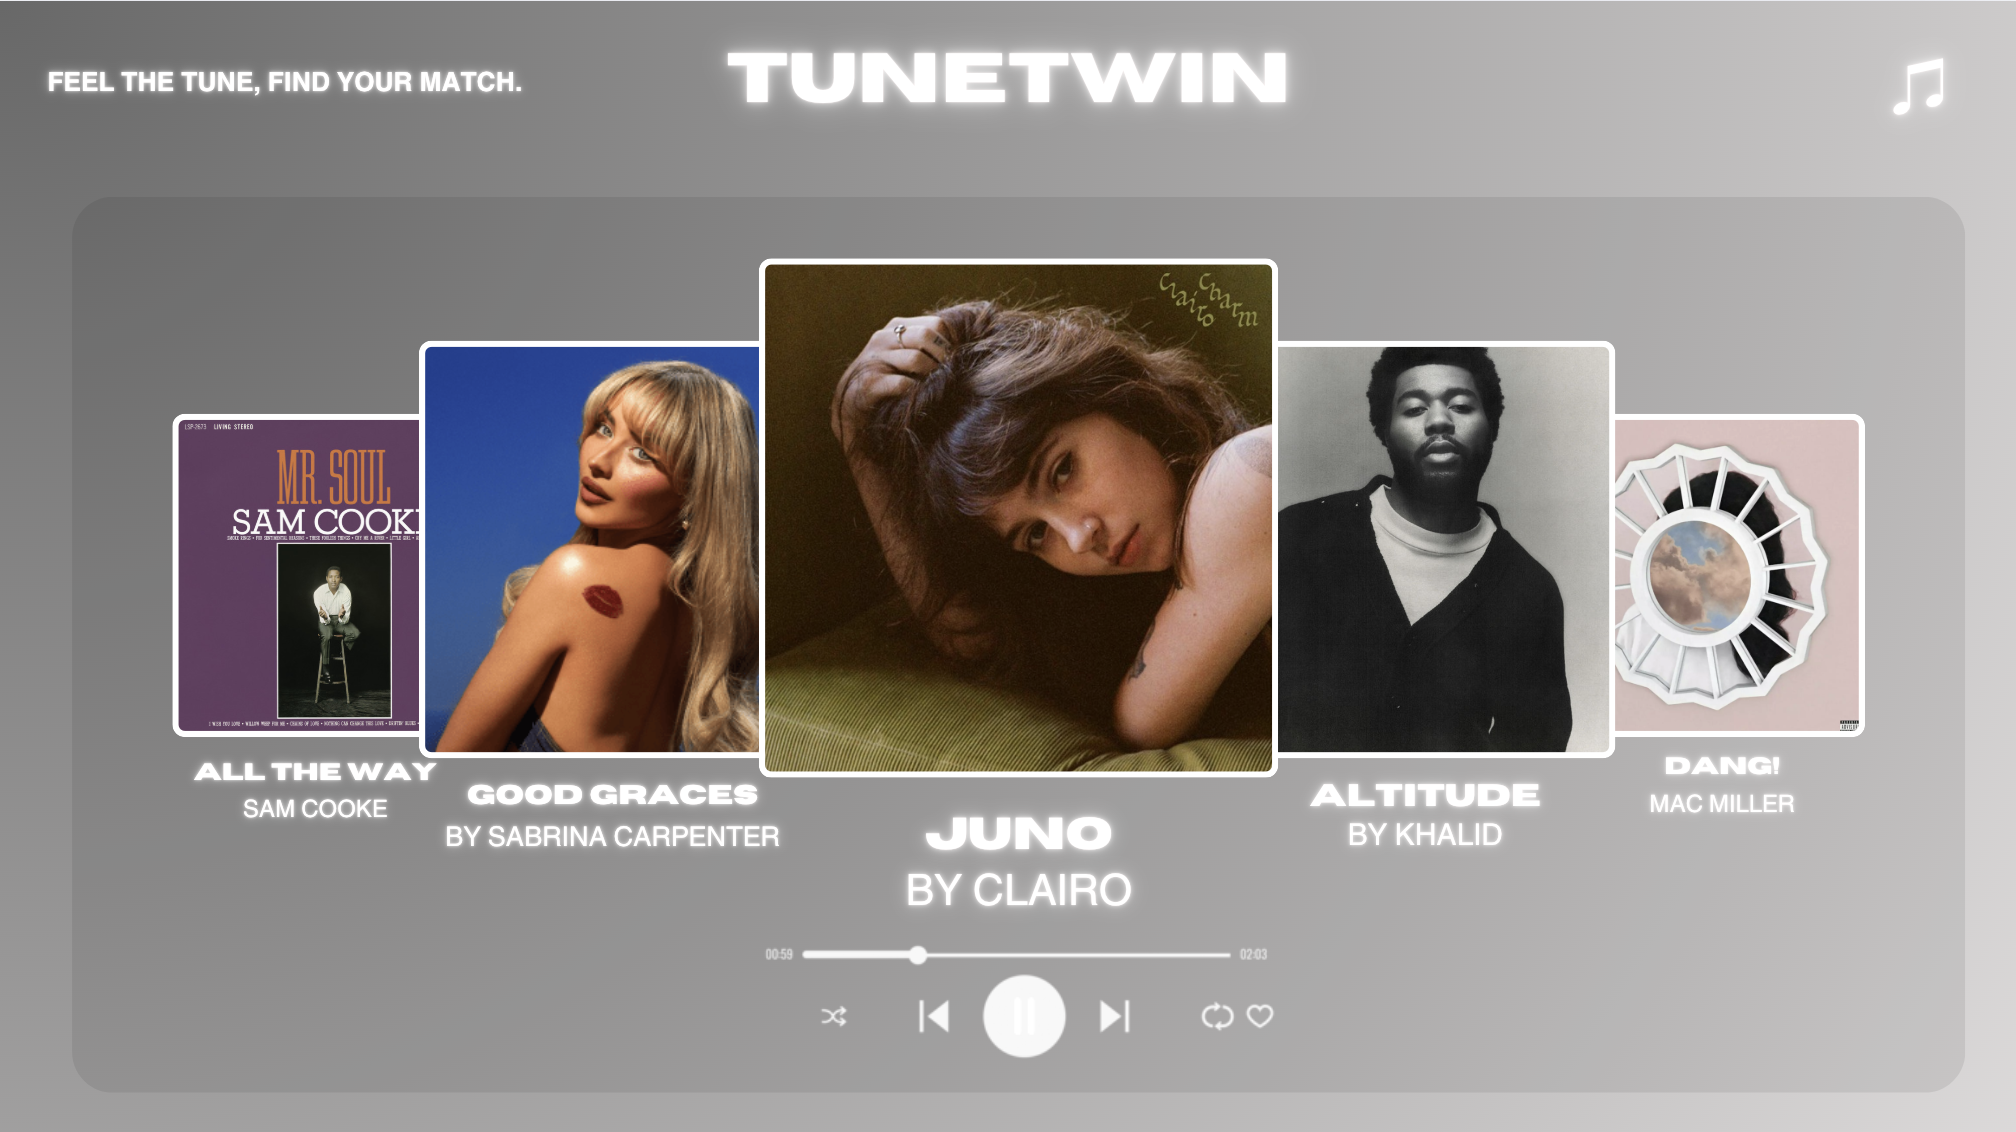 FEEL THE TUNE, FIND YOUR MATCH.
TUNETWIN
LSP-2673 LIVING STEREO
MR. SOUL
SAM COOKE
Clairo
Charm
ALL THE WAY
SAM COOKE
GOOD GRACES
BY SABRINA CARPENTER
JUNO
BY CLAIRO
ALTITUDE
BY KHALID
DANG!
MAC MILLER
00:59
02:03